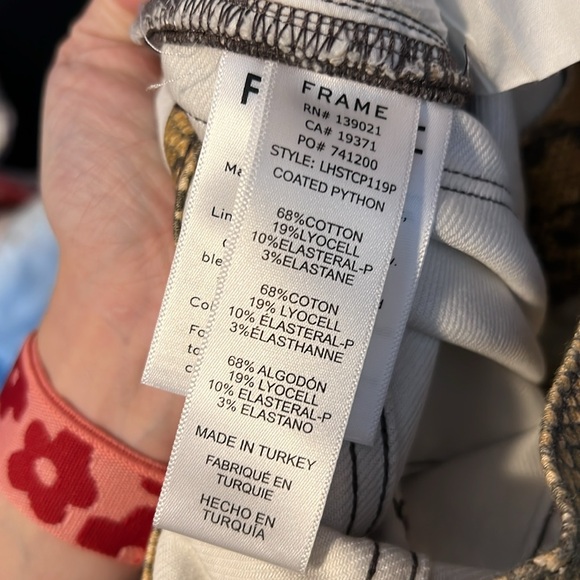 FRAME
RN# 139021
CA# 19371
PO# 741200
STYLE: LHSTCP119P
COATED PYTHON
68%COTTON
19%LYOCELL
10%ELASTERAL-P
3%ELASTANE
68%COTON
19% LYOCELL
10% ÉLASTERAL-P
3%ÉLASTHANNE
68% ALGODÓN
19% LYOCELL
10% ELASTERAL-P
3% ELASTANO
MADE IN TURKEY
FABRIQUÉ EN
TURQUIE
HECHO EN
TURQUÍA